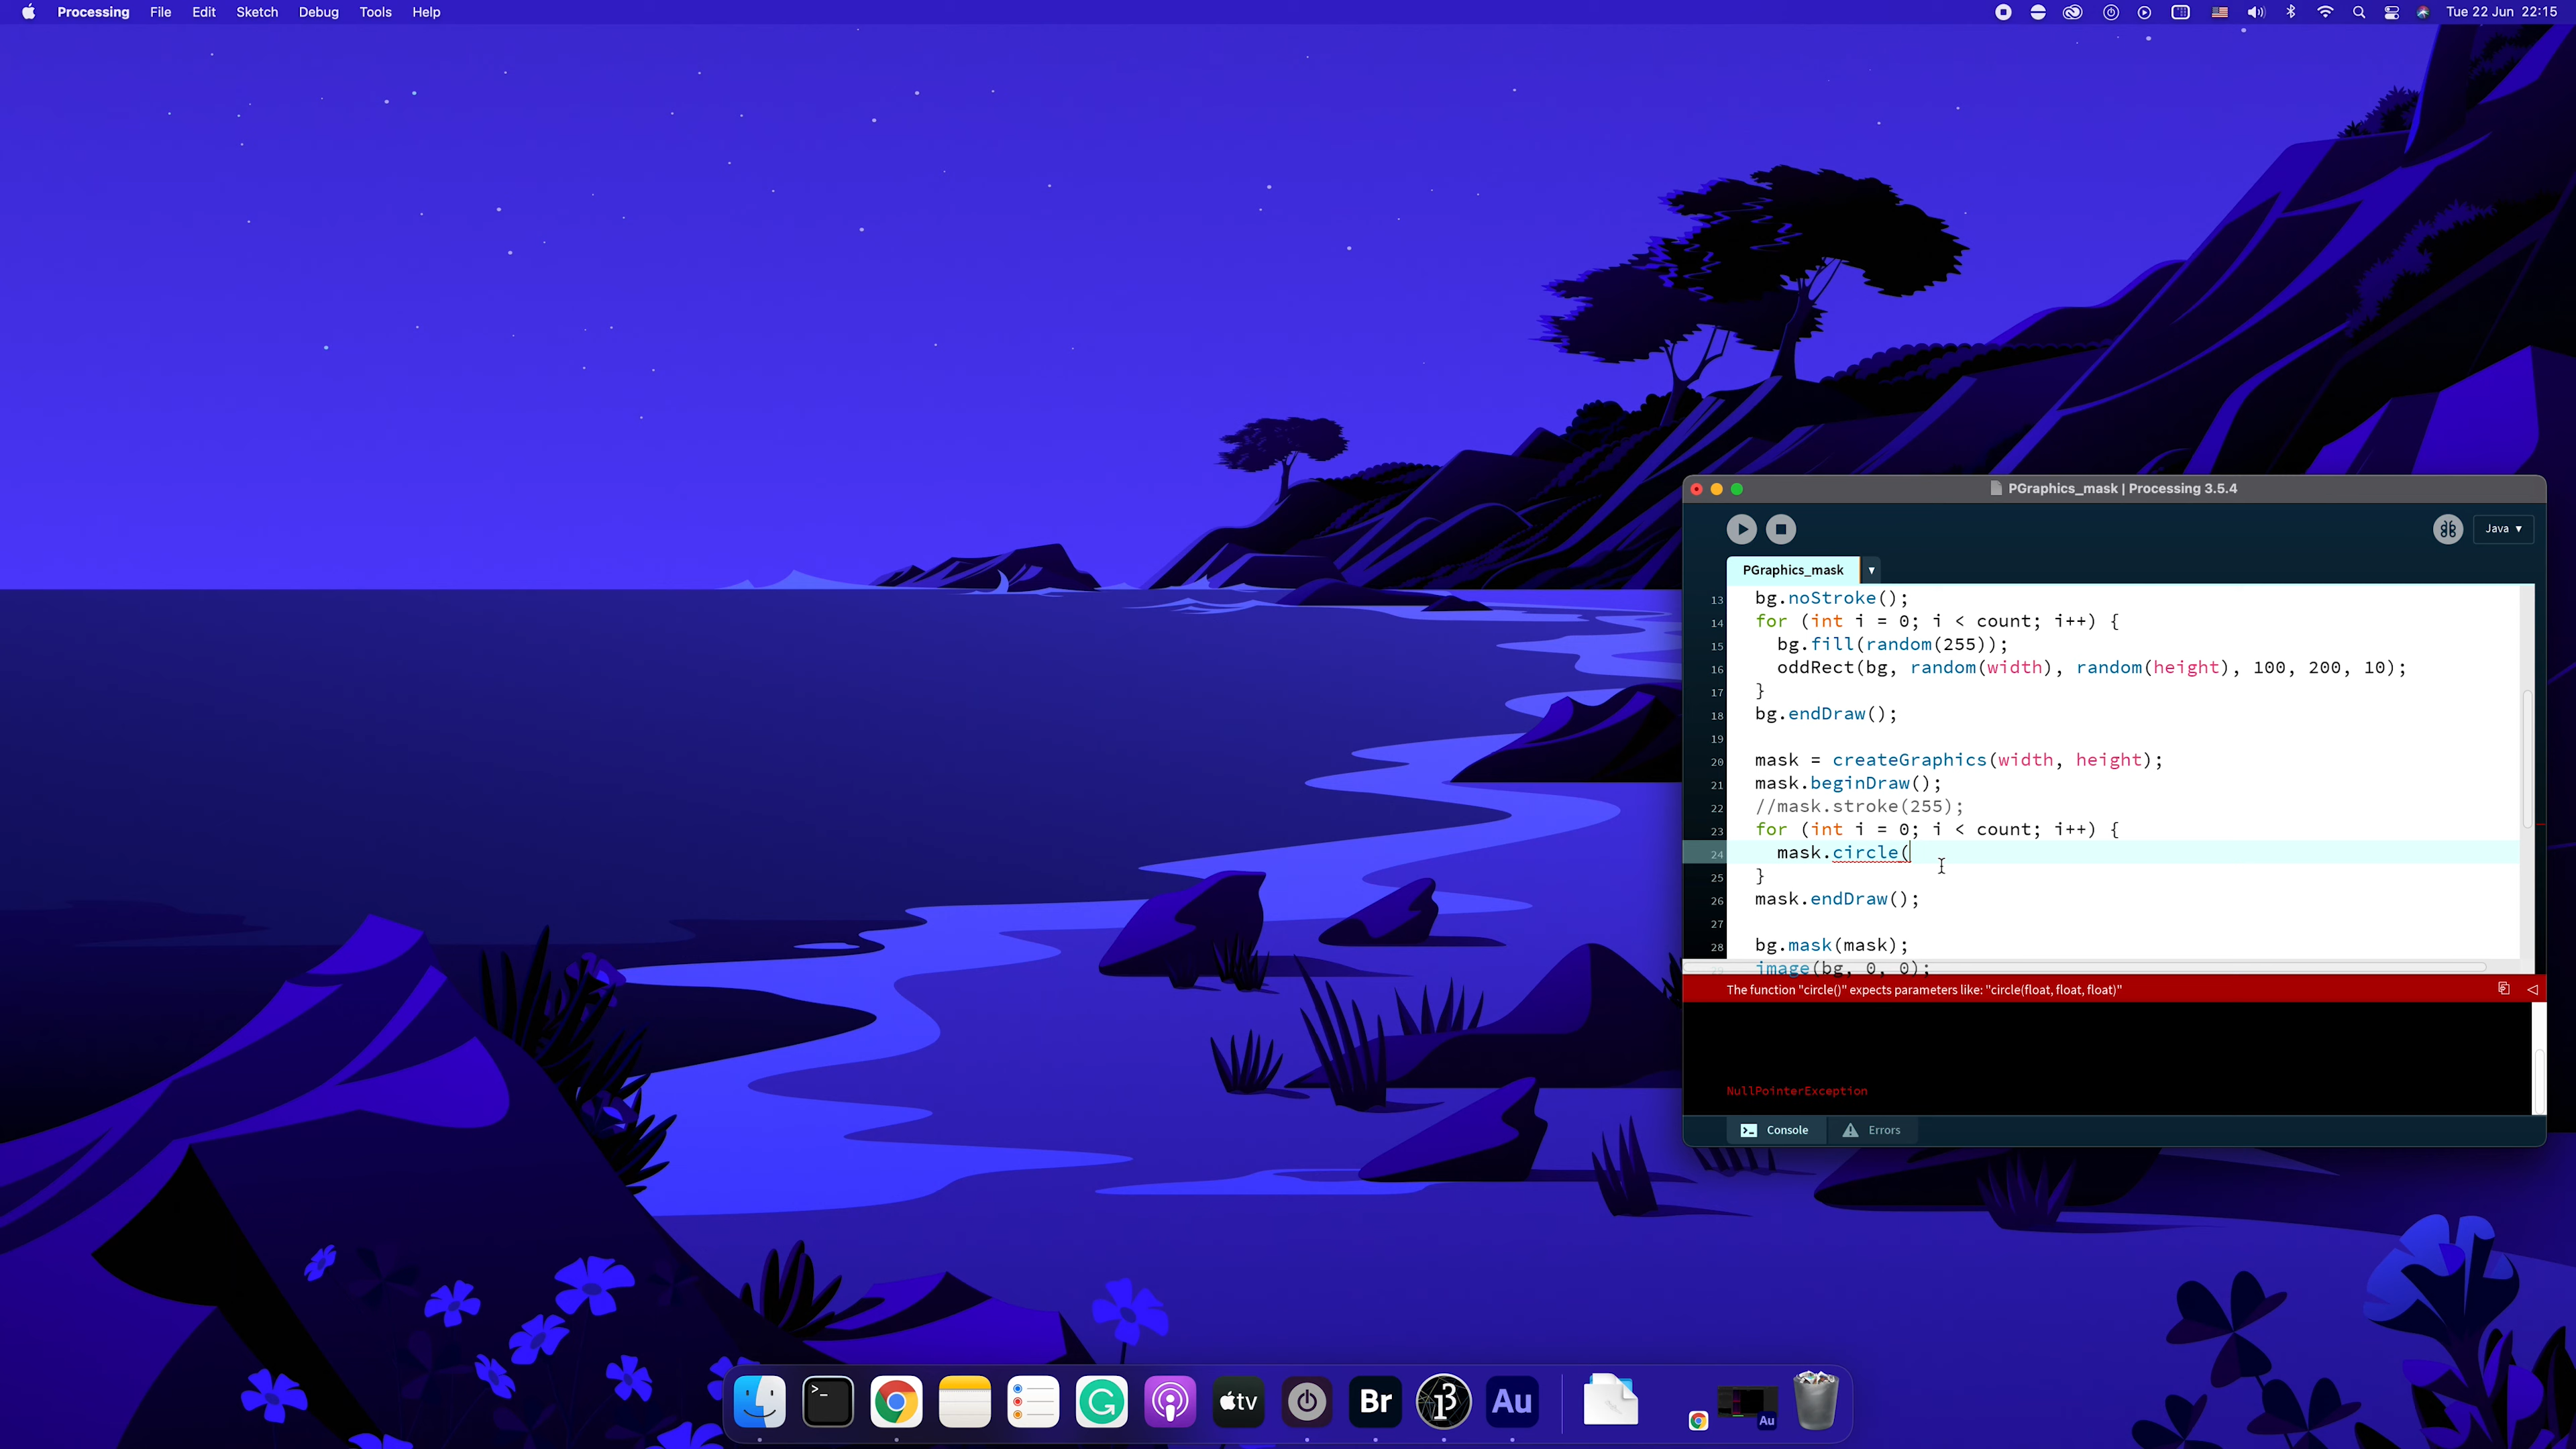 Processing File Edit Sketch Debug Tools Help Tue 22 Jun 22:15
PGraphics_mask | Processing 3.5.4
Java ▾
PGraphics_mask ▾
13 bg.noStroke();
14 for (int i = 0; i < count; i++) {
15 bg.fill(random(255));
16 oddRect(bg, random(width), random(height), 100, 200, 10);
17 }
18 bg.endDraw();
19
20 mask = createGraphics(width, height);
21 mask.beginDraw();
22 //mask.stroke(255);
23 for (int i = 0; i < count; i++) {
24 mask.circle(
25 }
26 mask.endDraw();
27
28 bg.mask(mask);
image(bg, 0, 0);
The function "circle()" expects parameters like: "circle(float, float, float)"
NullPointerException
Console Errors
tv Br Au Au